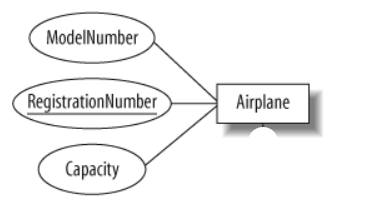 ModelNumber
RegistrationNumber
Airplane
Capacity